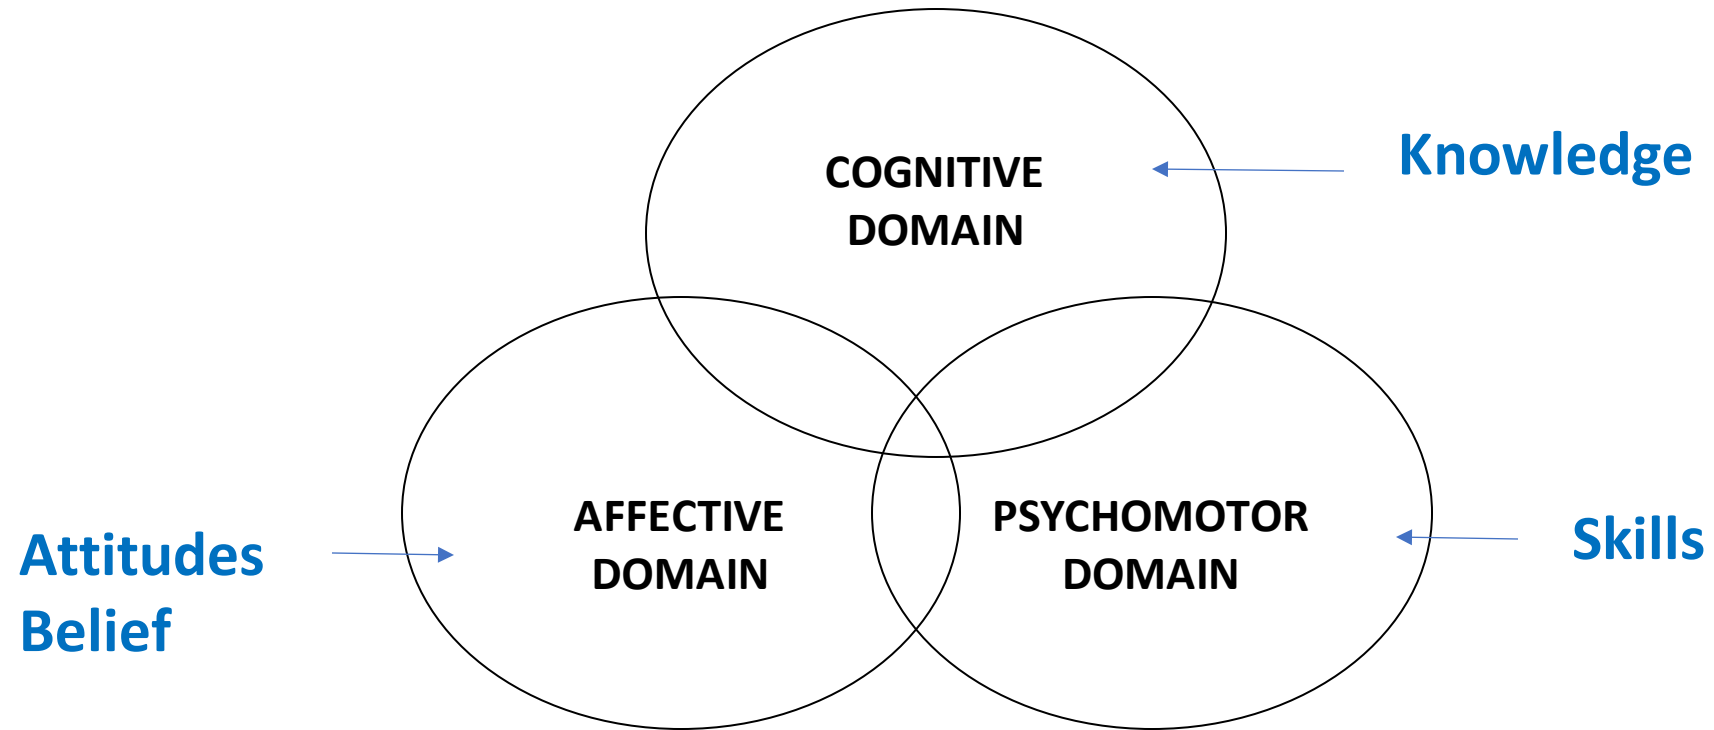 COGNITIVE
DOMAIN
Knowledge
AFFECTIVE
DOMAIN
PSYCHOMOTOR
DOMAIN
Attitudes
Belief
Skills